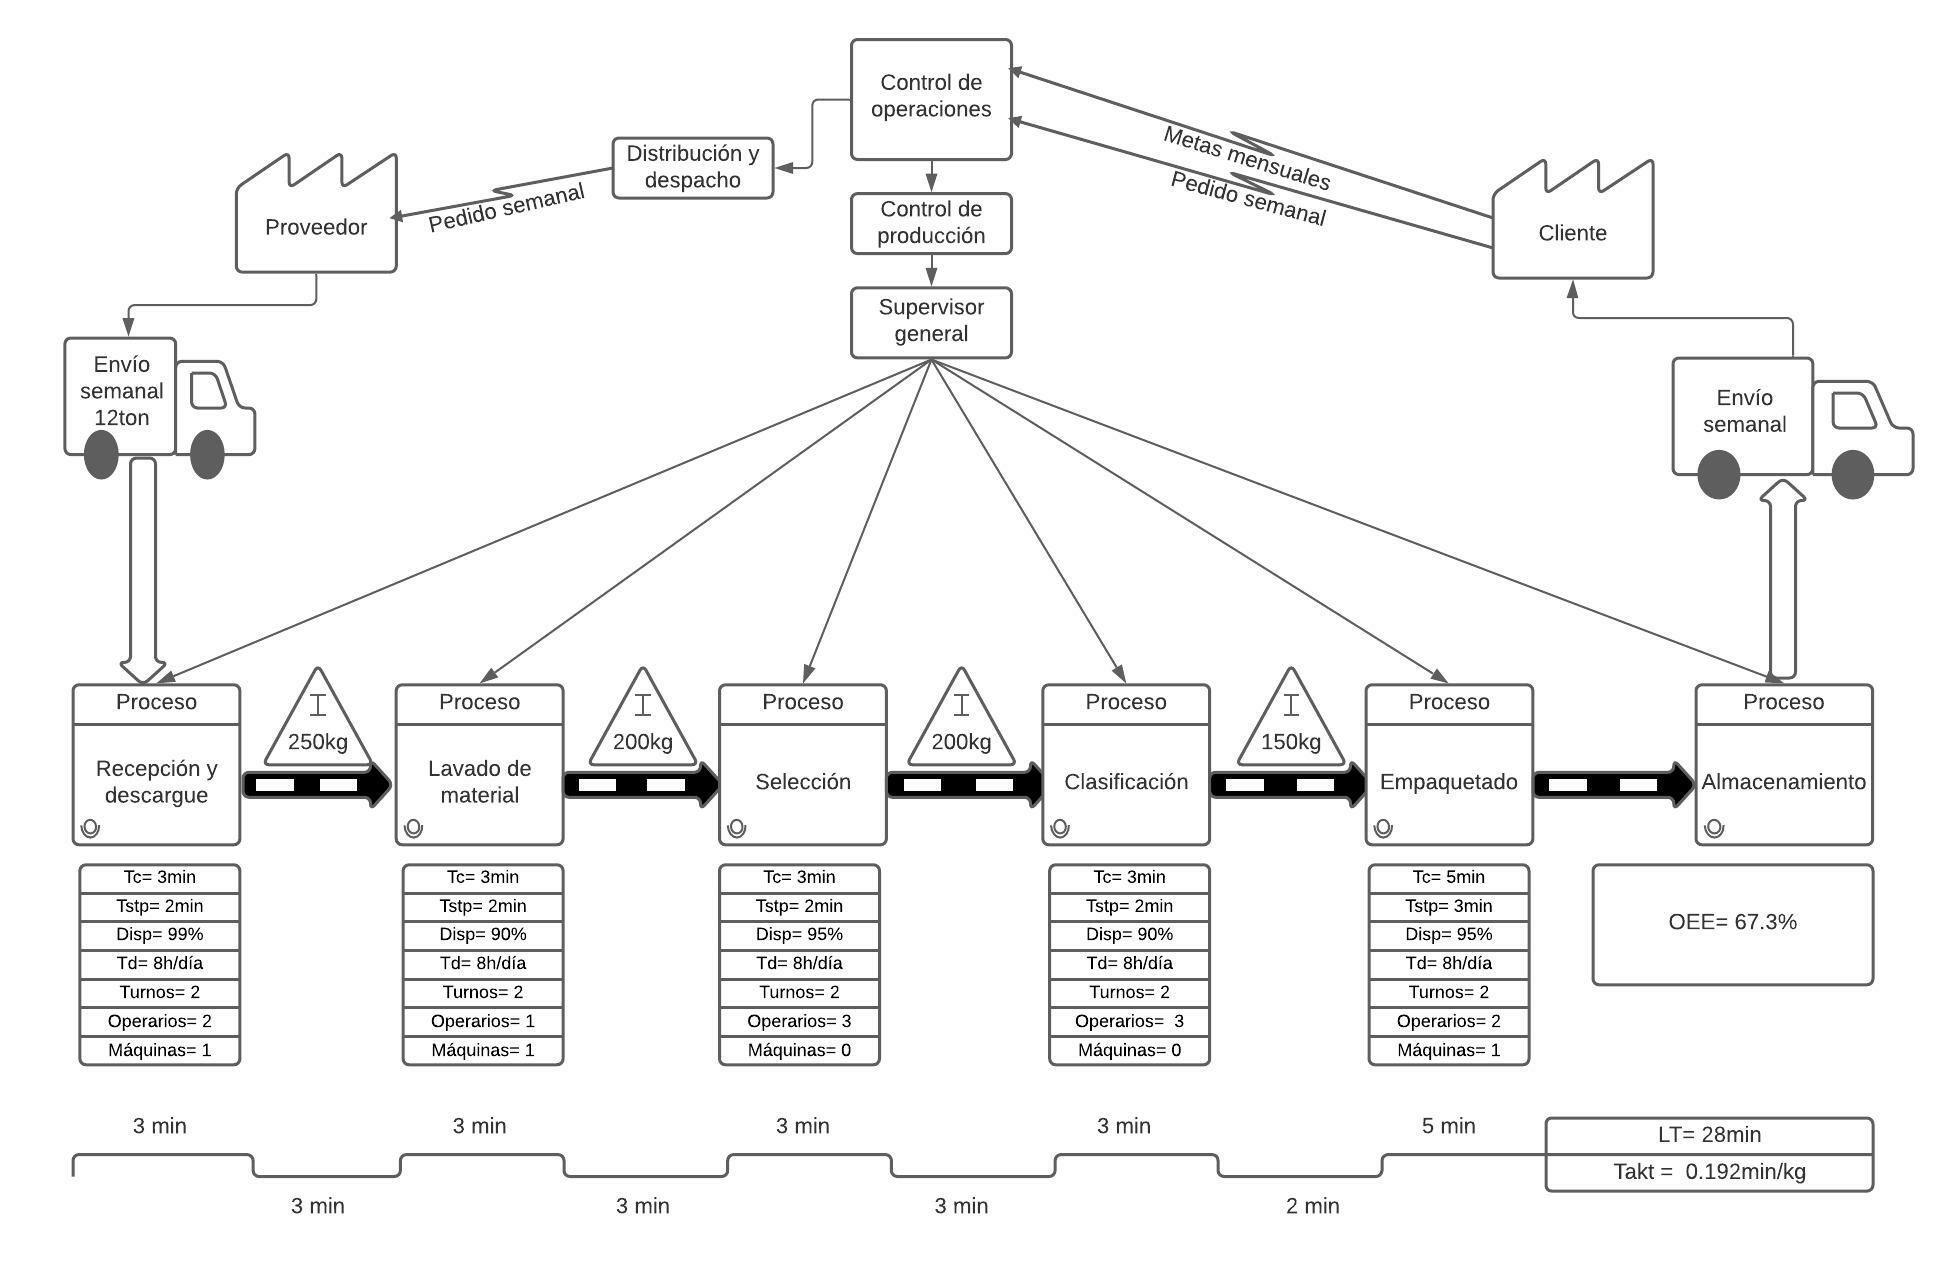 Control de
operaciones
Metas mensuales
Pedido semanal
Distribución y
despacho
Pedido semanal
Proveedor
Control de
producción
Cliente
Supervisor
general
Envío
semanal
12ton
Envío
semanal
Proceso
Recepción y
descargue
I
250kg
Proceso
Lavado de
material
I
200kg
Proceso
Selección
I
200kg
Proceso
Clasificación
I
150kg
Proceso
Empaquetado
Proceso
Almacenamiento
Tc= 3min
Tstp= 2min
Disp= 99%
Td= 8h/día
Turnos= 2
Operarios= 2
Máquinas= 1
Tc= 3min
Tstp= 2min
Disp= 90%
Td= 8h/día
Turnos= 2
Operarios= 1
Máquinas= 1
Tc= 3min
Tstp= 2min
Disp= 95%
Td= 8h/día
Turnos= 2
Operarios= 3
Máquinas= 0
Tc= 3min
Tstp= 2min
Disp= 90%
Td= 8h/día
Turnos= 2
Operarios=  3
Máquinas= 0
Tc= 5min
Tstp= 3min
Disp= 95%
Td= 8h/día
Turnos= 2
Operarios= 2
Máquinas= 1
OEE= 67.3%
3 min
3 min
3 min
3 min
5 min
3 min
3 min
3 min
2 min
LT= 28min
Takt =  0.192min/kg